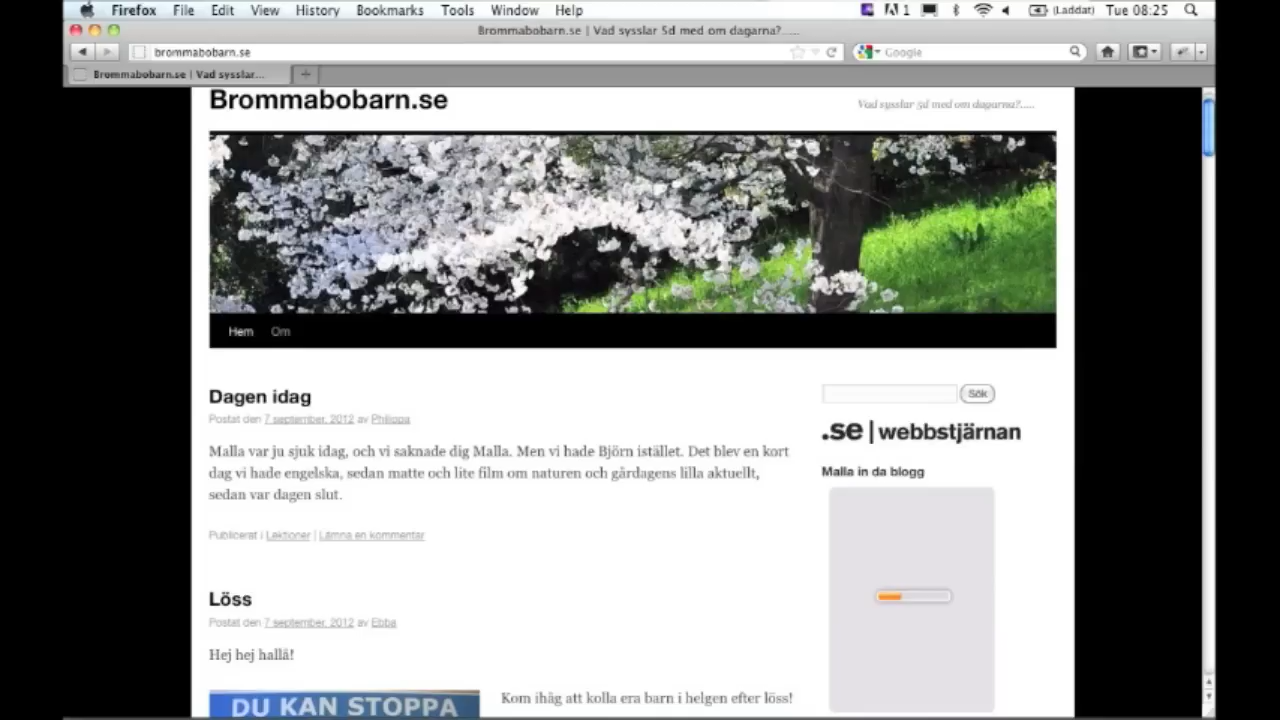 Firefox File Edit View History Bookmarks Tools Window Help 1 (Laddat) Tue 08:25
Brommabobarn.se | Vad sysslar 5d med om dagarna?.....
brommabobarn.se Google
Brommabobarn.se | Vad sysslar...
Brommabobarn.se
Vad sysslar 5d med om dagarna?.....
Hem Om
Dagen idag
Postat den 7 september, 2012 av Philippa
Malla var ju sjuk idag, och vi saknade dig Malla. Men vi hade Björn istället. Det blev en kort
dag vi hade engelska, sedan matte och lite film om naturen och gårdagens lilla aktuellt,
sedan var dagen slut.
Publicerat i Lektioner | Lämna en kommentar
Löss
Postat den 7 september, 2012 av Ebba
Hej hej hallå!
DU KAN STOPPA
Kom ihåg att kolla era barn i helgen efter löss!
Sök
.se | webbstjärnan
Malla in da blogg